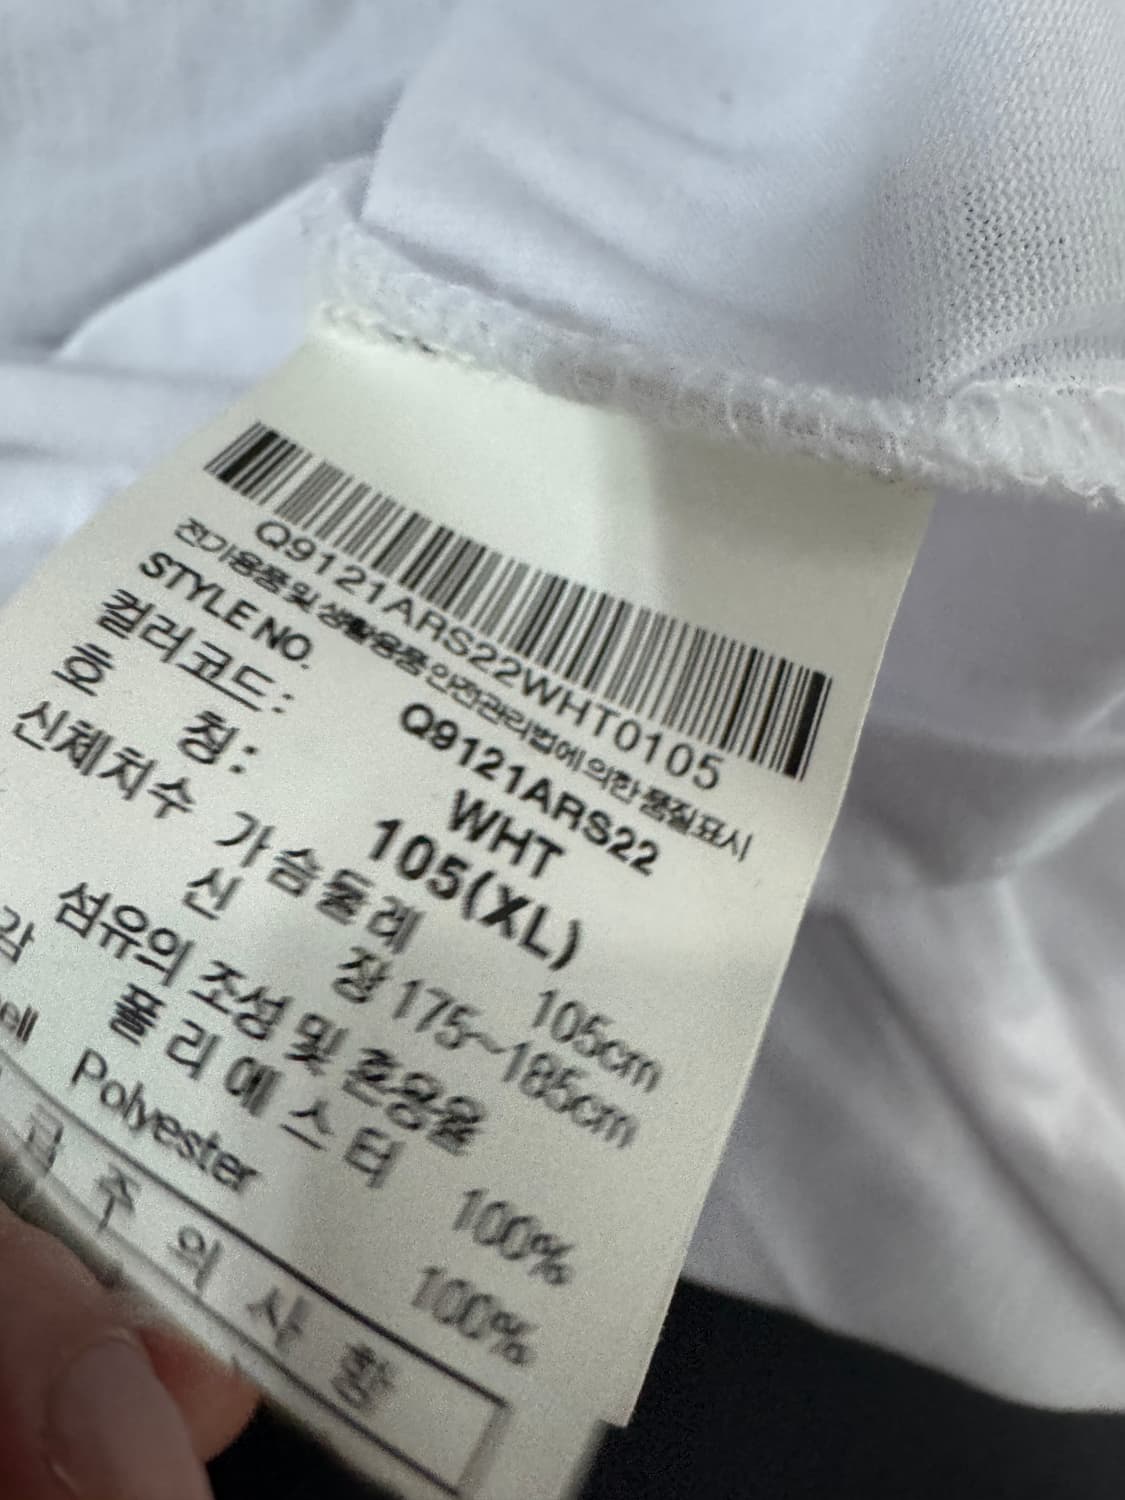 Q9121ARS22WHT0105
전기용품 및 생활용품 안전관리법에 의한 품질표시
STYLE NO. Q9121ARS22
컬러코드: WHT
호 칭: 105(XL)
신체치수 가슴둘레 105cm
신 장 175~185cm
섬유의 조성 및 혼용율
감 폴리에스터 100%
ell Polyester 100%
급주의사항